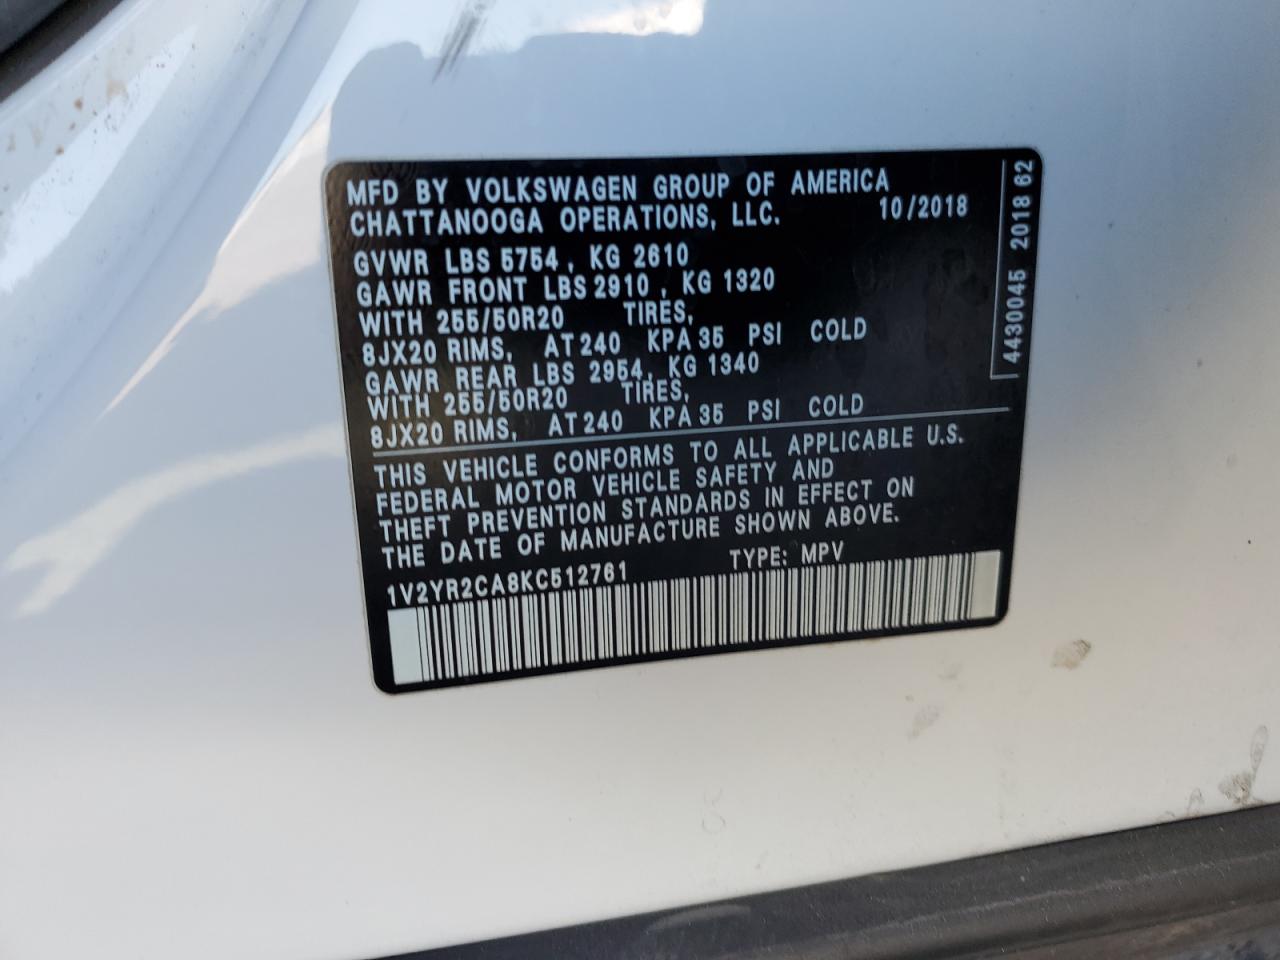 MFD BY VOLKSWAGEN GROUP OF AMERICA
CHATTANOOGA OPERATIONS, LLC. 10/2018
GVWR LBS 5754, KG 2610
GAWR FRONT LBS 2910, KG 1320
WITH 255/50R20 TIRES,
8JX20 RIMS, AT 240 KPA 35 PSI COLD
GAWR REAR LBS 2954, KG 1340
WITH 255/50R20 TIRES,
8JX20 RIMS, AT 240 KPA 35 PSI COLD
THIS VEHICLE CONFORMS TO ALL APPLICABLE U.S.
FEDERAL MOTOR VEHICLE SAFETY AND
THEFT PREVENTION STANDARDS IN EFFECT ON
THE DATE OF MANUFACTURE SHOWN ABOVE.
1V2YR2CA8KC512761 TYPE: MPV
4430045 2018 62